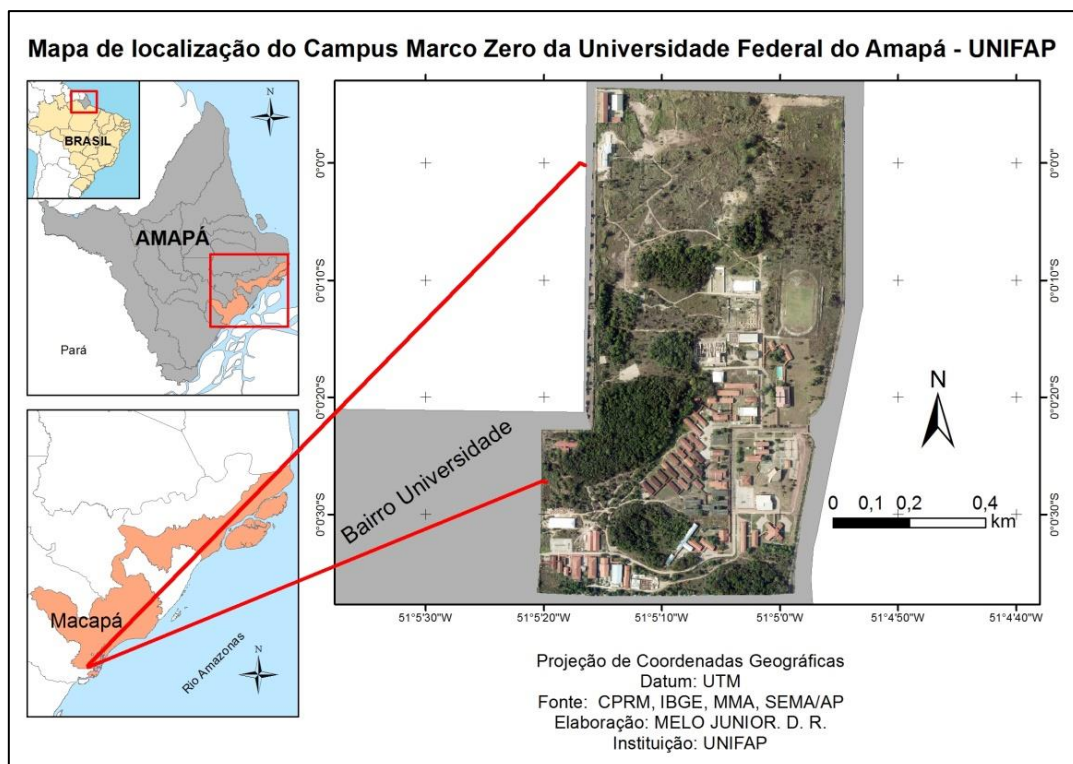 Mapa de localização do Campus Marco Zero da Universidade Federal do Amapá - UNIFAP
BRASIL
N
AMAPÁ
Pará
Macapá
Rio Amazonas
N
Bairro Universidade
0°0'0"
0°0'10"S
0°0'20"S
0°0'30"S
0°0'0"
0°0'10"S
0°0'20"S
0°0'30"S
N
0 0,1 0,2 0,4
km
51°5'30"W 51°5'20"W 51°5'10"W 51°5'0"W 51°4'50"W 51°4'40"W
Projeção de Coordenadas Geográficas
Datum: UTM
Fonte: CPRM, IBGE, MMA, SEMA/AP
Elaboração: MELO JUNIOR. D. R.
Instituição: UNIFAP